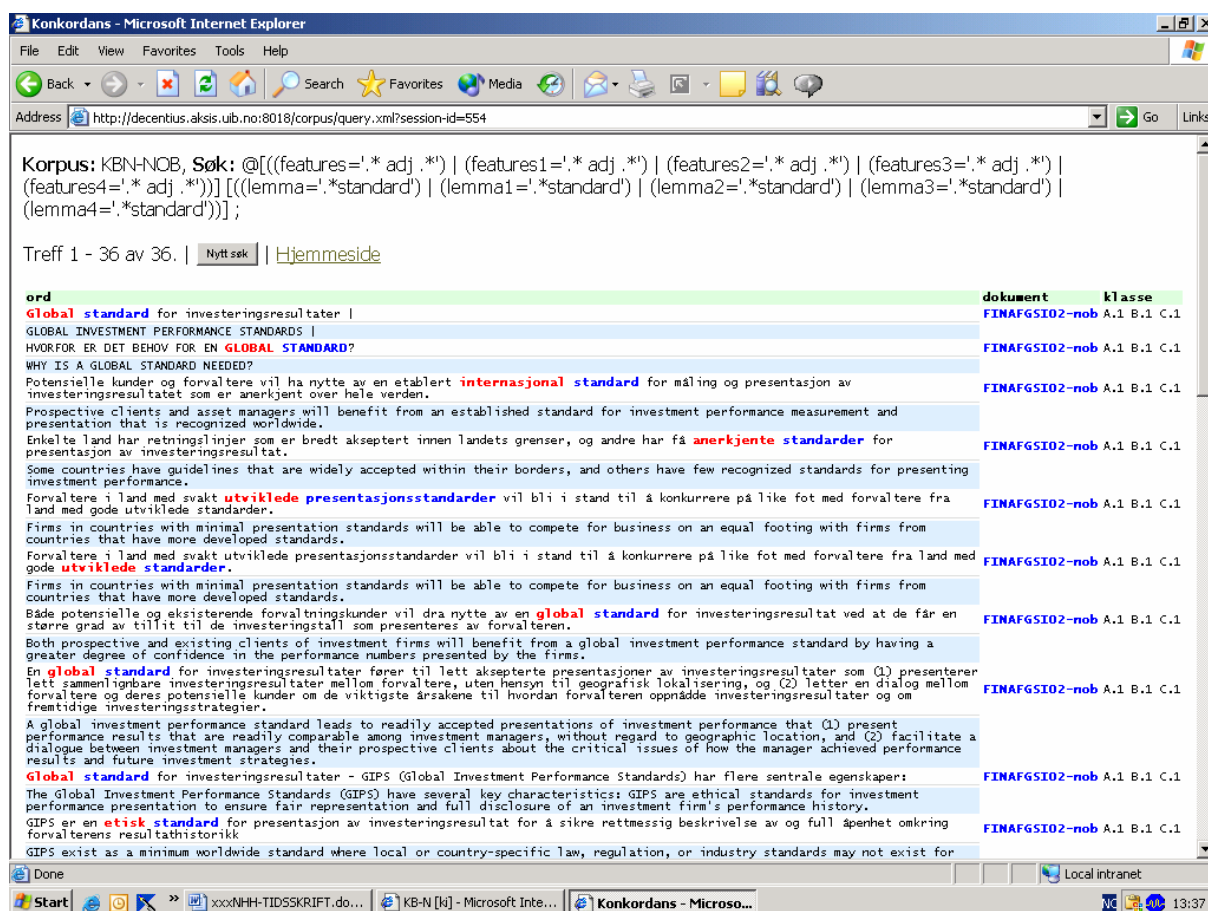 Konkordans - Microsoft Internet Explorer
File Edit View Favorites Tools Help
Back Search Favorites Media
Address http://decentius.aksis.uib.no:8018/corpus/query.xml?session-id=554 Go Links
Korpus: KBN-NOB, Søk: @[((features='.* adj .*') | (features1='.* adj .*') | (features2='.* adj .*') | (features3='.* adj .*') |
(features4='.* adj .*'))] [((lemma='.*standard') | (lemma1='.*standard') | (lemma2='.*standard') | (lemma3='.*standard') |
(lemma4='.*standard'))] ;
Treff 1 - 36 av 36. | Nytt søk | Hjemmeside
ord dokument klasse
Global standard for investeringsresultater | FINAFGSIO2-nob A.1 B.1 C.1
GLOBAL INVESTMENT PERFORMANCE STANDARDS |
HVORFOR ER DET BEHOV FOR EN GLOBAL STANDARD? FINAFGSIO2-nob A.1 B.1 C.1
WHY IS A GLOBAL STANDARD NEEDED?
Potensielle kunder og forvaltere vil ha nytte av en etablert internasjonal standard for måling og presentasjon av
investeringsresultatet som er anerkjent over hele verden. FINAFGSIO2-nob A.1 B.1 C.1
Prospective clients and asset managers will benefit from an established standard for investment performance measurement and
presentation that is recognized worldwide.
Enkelte land har retningslinjer som er bredt akseptert innen landets grenser, og andre har få anerkjente standarder for
presentasjon av investeringsresultat. FINAFGSIO2-nob A.1 B.1 C.1
Some countries have guidelines that are widely accepted within their borders, and others have few recognized standards for presenting
investment performance.
Forvaltere i land med svakt utviklede presentasjonsstandarder vil bli i stand til å konkurrere på like fot med forvaltere fra
land med gode utviklede standarder. FINAFGSIO2-nob A.1 B.1 C.1
Firms in countries with minimal presentation standards will be able to compete for business on an equal footing with firms from
countries that have more developed standards.
Forvaltere i land med svakt utviklede presentasjonsstandarder vil bli i stand til å konkurrere på like fot med forvaltere fra land med
gode utviklede standarder. FINAFGSIO2-nob A.1 B.1 C.1
Firms in countries with minimal presentation standards will be able to compete for business on an equal footing with firms from
countries that have more developed standards.
Både potensielle og eksisterende forvaltningskunder vil dra nytte av en global standard for investeringsresultat ved at de får en
større grad av tillit til de investeringstall som presenteres av forvalteren. FINAFGSIO2-nob A.1 B.1 C.1
Both prospective and existing clients of investment firms will benefit from a global investment performance standard by having a
greater degree of confidence in the performance numbers presented by the firms.
En global standard for investeringsresultater fører til lett aksepterte presentasjoner av investeringsresultater som (1) presenterer
lett sammenlignbare investeringsresultater mellom forvaltere, uten hensyn til geografisk lokalisering, og (2) letter en dialog mellom
forvaltere og deres potensielle kunder om de viktigste årsakene til hvordan forvalteren oppnådde investeringsresultater og om FINAFGSIO2-nob A.1 B.1 C.1
fremtidige investeringsstrategier.
A global investment performance standard leads to readily accepted presentations of investment performance that (1) present
performance results that are readily comparable among investment managers, without regard to geographic location, and (2) facilitate a
dialogue between investment managers and their prospective clients about the critical issues of how the manager achieved performance
results and future investment strategies.
Global standard for investeringsresultater - GIPS (Global Investment Performance Standards) har flere sentrale egenskaper: FINAFGSIO2-nob A.1 B.1 C.1
The Global Investment Performance Standards (GIPS) have several key characteristics: GIPS are ethical standards for investment
performance presentation to ensure fair representation and full disclosure of an investment firm's performance history.
GIPS er en etisk standard for presentasjon av investeringsresultat for å sikre rettmessig beskrivelse av og full åpenhet omkring
forvalterens resultathistorikk FINAFGSIO2-nob A.1 B.1 C.1
GIPS exist as a minimum worldwide standard where local or country-specific law, regulation, or industry standards may not exist for
Done Local intranet
Start » xxxNHH-TIDSSKRIFT.do... KB-N [ki] - Microsoft Inte... Konkordans - Microso... NO 13:37